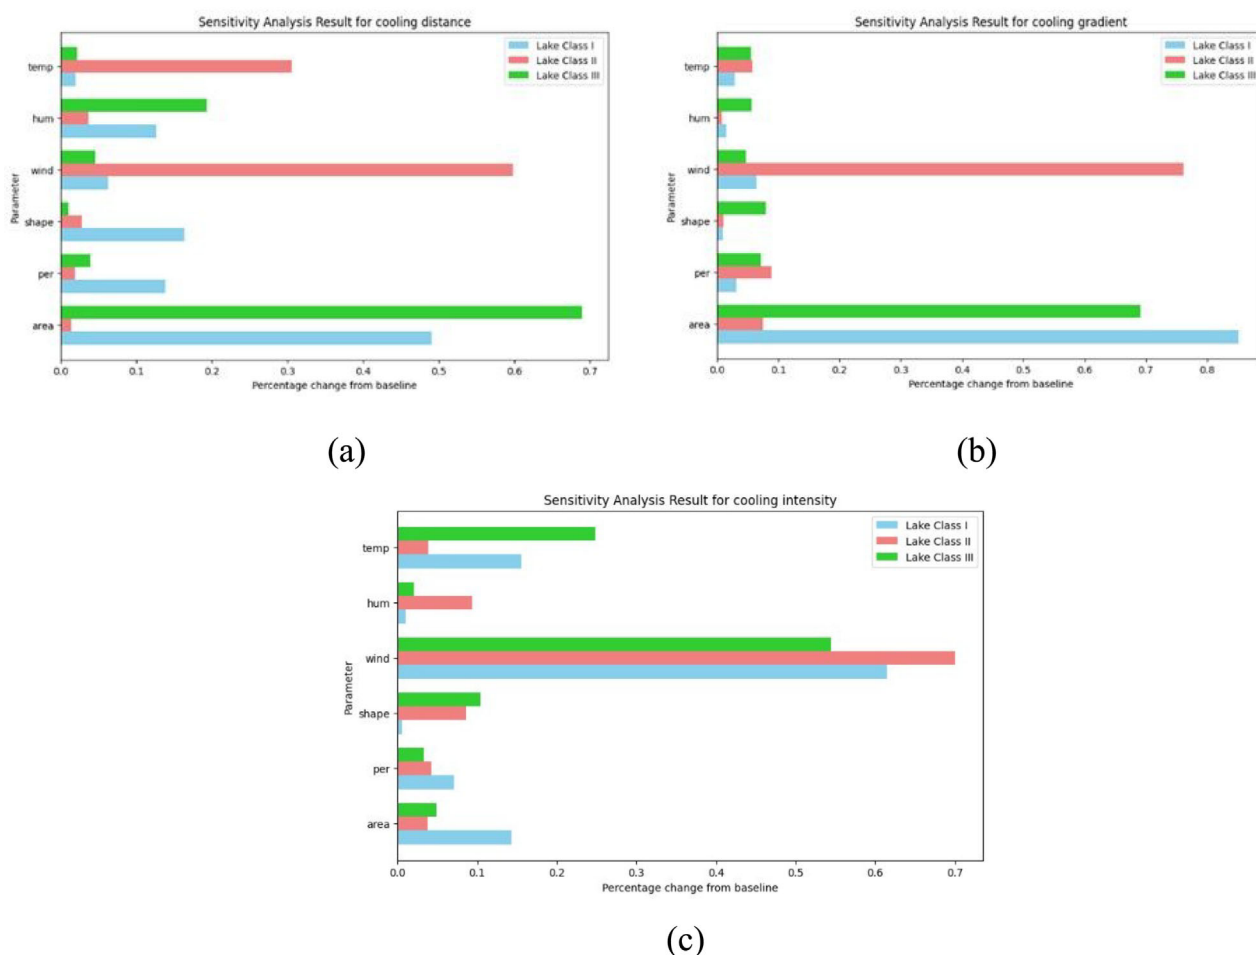 Sensitivity Analysis Result for cooling distance
Lake Class I
Lake Class II
Lake Class III
temp
hum
wind
shape
per
area
Parameter
0.0 0.1 0.2 0.3 0.4 0.5 0.6 0.7
Percentage change from baseline
(a)
Sensitivity Analysis Result for cooling gradient
Lake Class I
Lake Class II
Lake Class III
temp
hum
wind
shape
per
area
Parameter
0.0 0.1 0.2 0.3 0.4 0.5 0.6 0.7 0.8
Percentage change from baseline
(b)
Sensitivity Analysis Result for cooling intensity
Lake Class I
Lake Class II
Lake Class III
temp
hum
wind
shape
per
area
Parameter
0.0 0.1 0.2 0.3 0.4 0.5 0.6 0.7
Percentage change from baseline
(c)